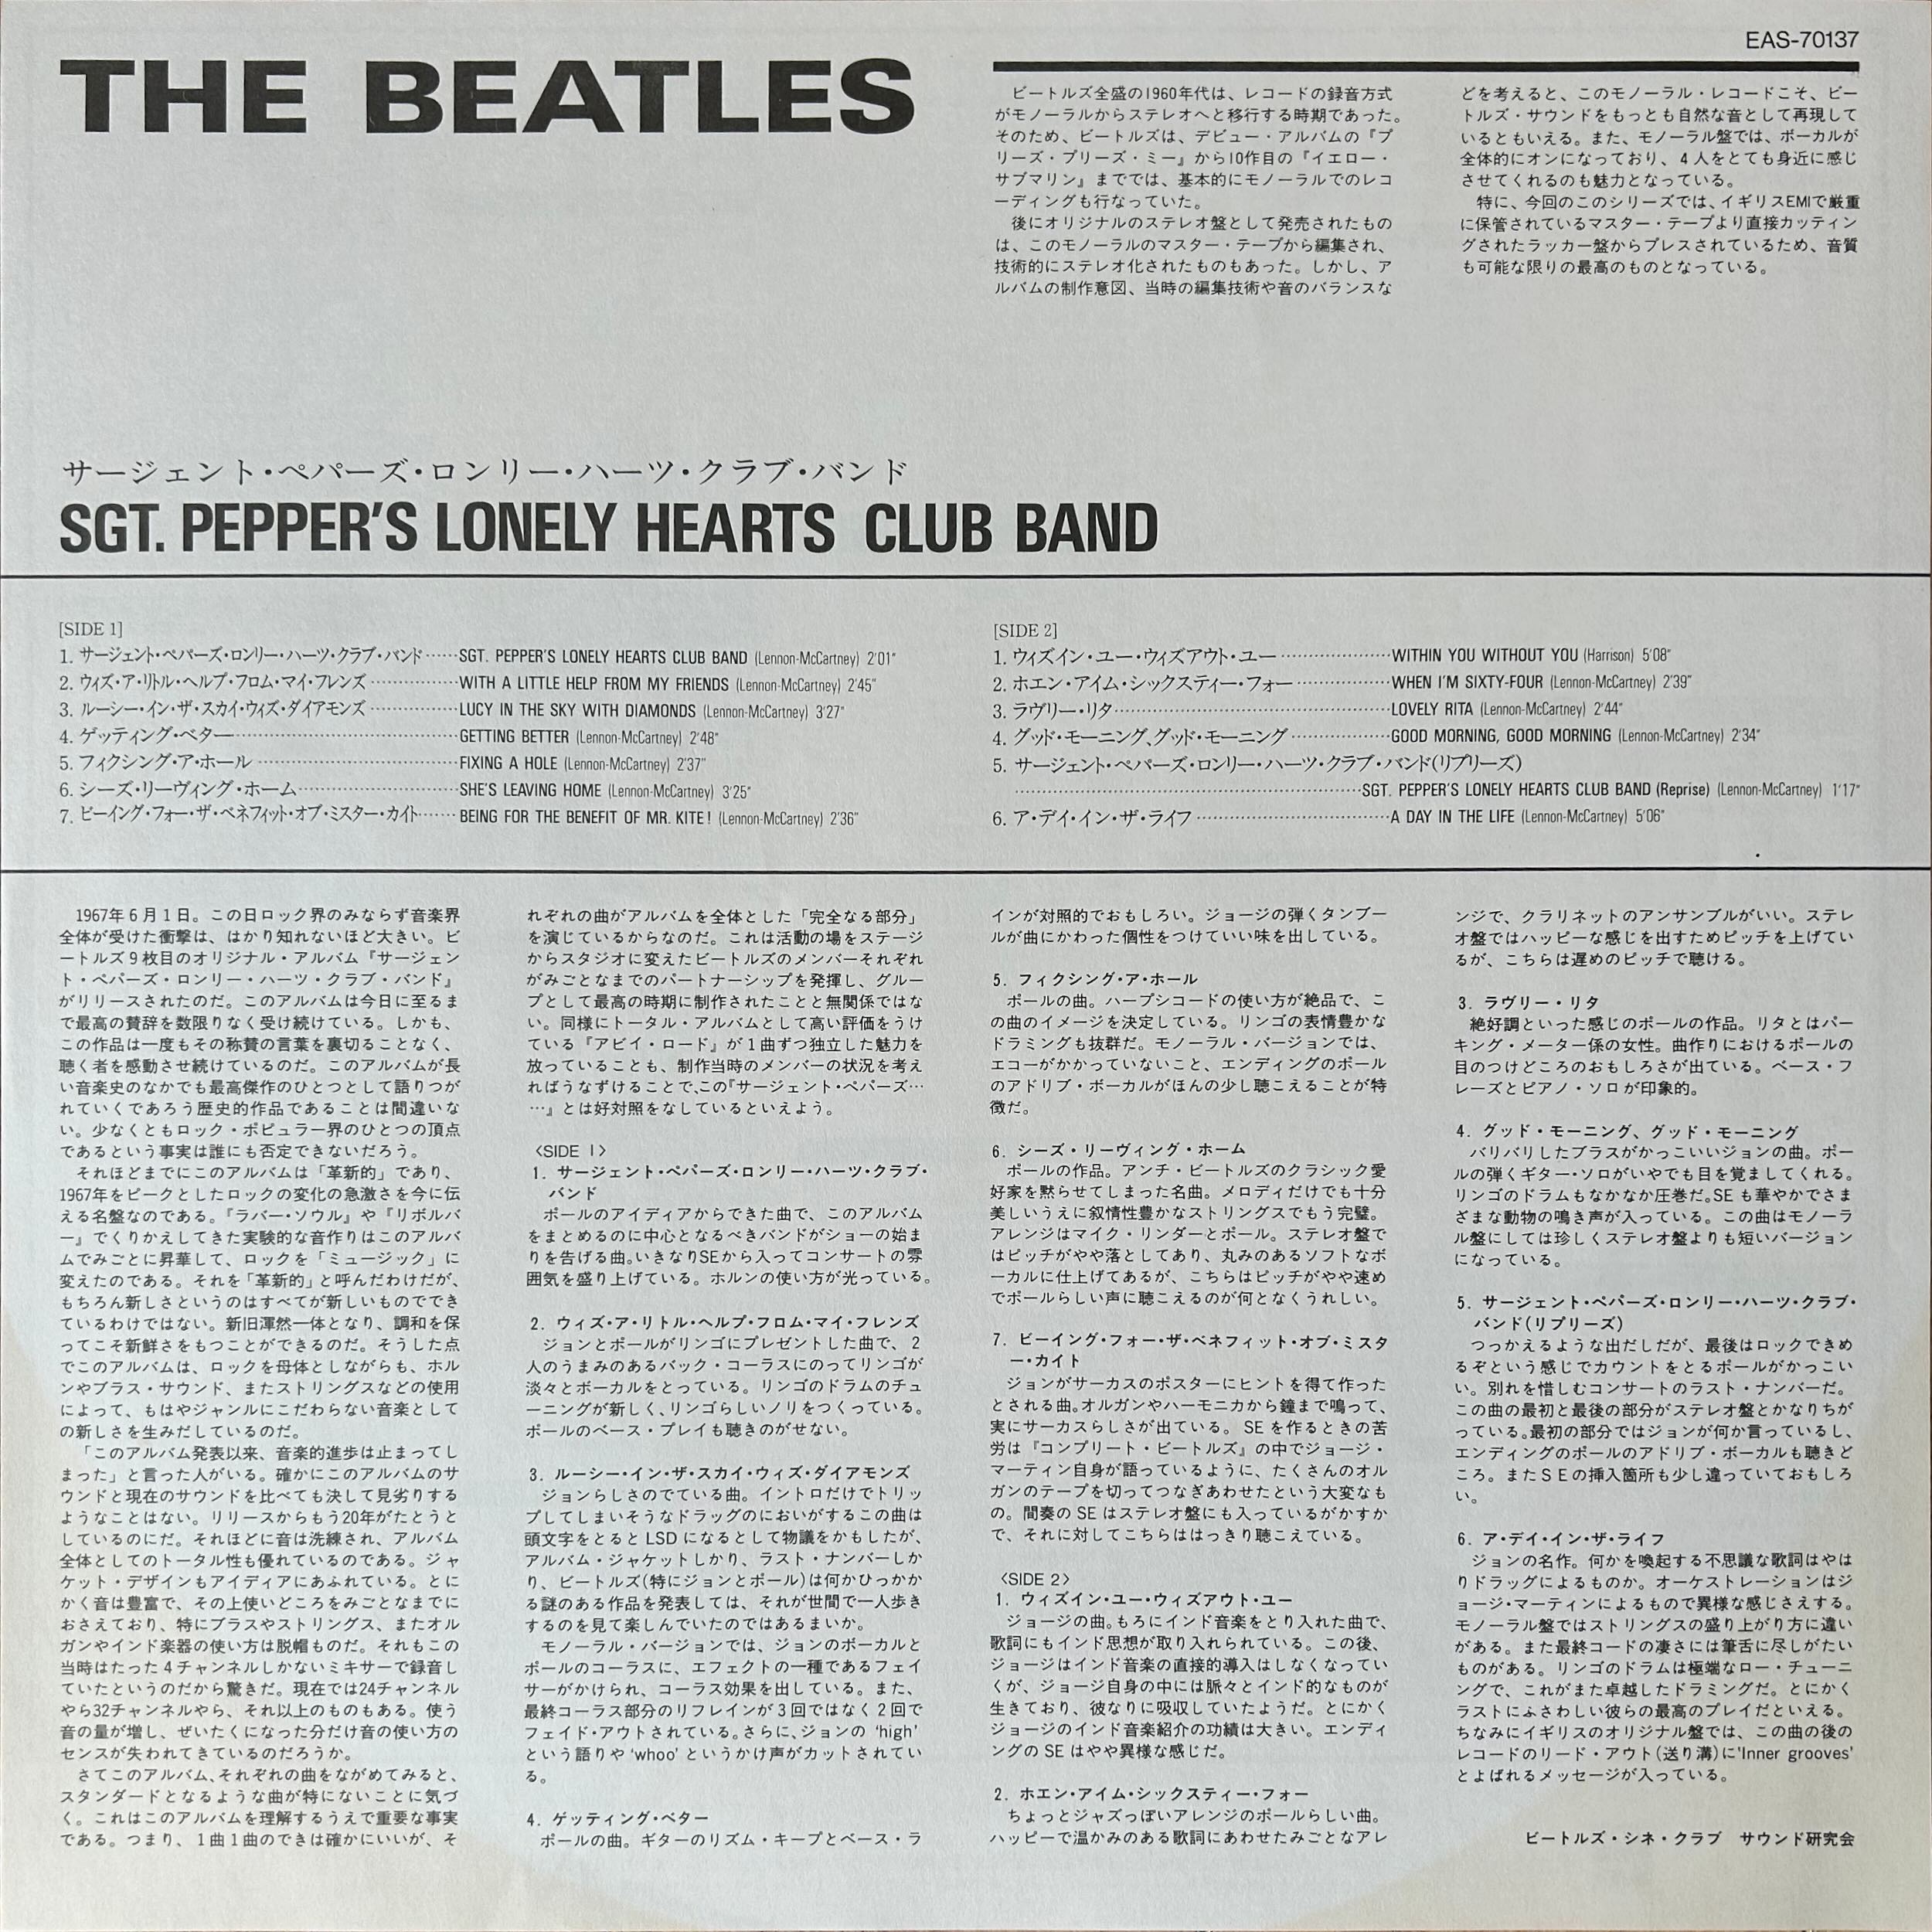 EAS-70137
THE BEATLES
ビートルズ全盛の1960年代は、レコードの録音方式
がモノーラルからステレオへと移行する時期であった。
そのため、ビートルズは、デビュー・アルバムの『プ
リーズ・プリーズ・ミー』から10作目の『イエロー・
サブマリン』まででは、基本的にモノーラルでのレコ
ーディングも行なっていた。
後にオリジナルのステレオ盤として発売されたもの
は、このモノーラルのマスター・テープから編集され、
技術的にステレオ化されたものもあった。しかし、ア
ルバムの制作意図、当時の編集技術や音のバランスな
どを考えると、このモノーラル・レコードこそ、ビー
トルズ・サウンドをもっとも自然な音として再現して
いるともいえる。また、モノーラル盤では、ボーカルが
全体的にオンになっており、4人をとても身近に感じ
させてくれるのも魅力となっている。
特に、今回のこのシリーズでは、イギリスEMIで厳重
に保管されているマスター・テープより直接カッティン
グされたラッカー盤からプレスされているため、音質
も可能な限りの最高のものとなっている。
サージェント・ペパーズ・ロンリー・ハーツ・クラブ・バンド
SGT. PEPPER'S LONELY HEARTS CLUB BAND
[SIDE 1]
1. サージェント・ペパーズ・ロンリー・ハーツ・クラブ・バンド……SGT. PEPPER'S LONELY HEARTS CLUB BAND (Lennon-McCartney) 2'01"
2. ウィズ・ア・リトル・ヘルプ・フロム・マイ・フレンズ……………WITH A LITTLE HELP FROM MY FRIENDS (Lennon-McCartney) 2'45"
3. ルーシー・イン・ザ・スカイ・ウィズ・ダイアモンズ……………LUCY IN THE SKY WITH DIAMONDS (Lennon-McCartney) 3'27"
4. ゲッティング・ベター……………………………GETTING BETTER (Lennon-McCartney) 2'48"
5. フィクシング・ア・ホール……………………………FIXING A HOLE (Lennon-McCartney) 2'37"
6. シーズ・リーヴィング・ホーム……………………SHE'S LEAVING HOME (Lennon-McCartney) 3'25"
7. ビーイング・フォー・ザ・ベネフィット・オブ・ミスター・カイト……BEING FOR THE BENEFIT OF MR. KITE! (Lennon-McCartney) 2'36"
[SIDE 2]
1. ウィズイン・ユー・ウィズアウト・ユー………………WITHIN YOU WITHOUT YOU (Harrison) 5'08"
2. ホエン・アイム・シックスティー・フォー……………WHEN I'M SIXTY-FOUR (Lennon-McCartney) 2'39"
3. ラヴリー・リタ……………………………………LOVELY RITA (Lennon-McCartney) 2'44"
4. グッド・モーニング、グッド・モーニング……………GOOD MORNING, GOOD MORNING (Lennon-McCartney) 2'34"
5. サージェント・ペパーズ・ロンリー・ハーツ・クラブ・バンド(リプリーズ)
……………………………………………SGT. PEPPER'S LONELY HEARTS CLUB BAND (Reprise) (Lennon-McCartney) 1'17"
6. ア・デイ・イン・ザ・ライフ……………………………A DAY IN THE LIFE (Lennon-McCartney) 5'06"
1967年6月1日。この日ロック界のみならず音楽界
全体が受けた衝撃は、はかり知れないほど大きい。ビ
ートルズ9枚目のオリジナル・アルバム『サージェン
ト・ペパーズ・ロンリー・ハーツ・クラブ・バンド』
がリリースされたのだ。このアルバムは今日に至るま
で最高の賛辞を数限りなく受け続けている。しかも、
この作品は一度もその称賛の言葉を裏切ることなく、
聴く者を感動させ続けているのだ。このアルバムが長
い音楽史のなかでも最高傑作のひとつとして語りつが
れていくであろう歴史的作品であることは間違いな
い。少なくともロック・ポピュラー界のひとつの頂点
であるという事実は誰にも否定できないだろう。
それほどまでにこのアルバムは「革新的」であり、
1967年をピークとしたロックの変化の急激さを今に伝
える名盤なのである。『ラバー・ソウル』や『リボルバ
ー』でくりかえしてきた実験的な音作りはこのアルバ
ムでみごとに昇華して、ロックを「ミュージック」に
変えたのである。それを「革新的」と呼んだわけだが、
もちろん新しさというのはすべてが新しいものででき
ているわけではない。新旧渾然一体となり、調和を保
ってこそ新鮮さをもつことができるのだ。そうした点
でこのアルバムは、ロックを母体としながらも、ホル
ンやブラス・サウンド、またストリングスなどの使用
によって、もはやジャンルにこだわらない音楽として
の新しさを生みだしているのだ。
「このアルバム発表以来、音楽的進歩は止まってし
まった」と言った人がいる。確かにこのアルバムのサ
ウンドと現在のサウンドを比べても決して見劣りする
ようなことはない。リリースからもう20年がたとうと
しているのにだ。それほどに音は洗練され、アルバム
全体としてのトータル性も優れているのである。ジャ
ケット・デザインもアイディアにあふれている。とに
かく音は豊富で、その上使いどころをみごとなまでに
おさえており、特にブラスやストリングス、またオル
ガンやインド楽器の使い方は脱帽ものだ。それもこの
当時はたった4チャンネルしかないミキサーで録音し
ていたというのだから驚きだ。現在では24チャンネル
やら32チャンネルやら、それ以上のものもある。使う
音の量が増し、ぜいたくになった分だけ音の使い方の
センスが失われてきているのだろうか。
さてこのアルバム、それぞれの曲をながめてみると、
スタンダードとなるような曲が特にないことに気づ
く。これはこのアルバムを理解するうえで重要な事実
である。つまり、1曲1曲のできは確かにいいが、そ
れぞれの曲がアルバムを全体とした「完全なる部分」
を演じているからなのだ。これは活動の場をステージ
からスタジオに変えたビートルズのメンバーそれぞれ
がみごとなまでのパートナーシップを発揮し、グルー
プとして最高の時期に制作されたことと無関係ではな
い。同様にトータル・アルバムとして高い評価をうけ
ている『アビイ・ロード』が1曲ずつ独立した魅力を
放っていることも、制作当時のメンバーの状況を考え
ればうなずけることで、この『サージェント・ペパーズ…
…』とは好対照をなしているといえよう。
〈SIDE 1〉
1. サージェント・ペパーズ・ロンリー・ハーツ・クラブ・
バンド
ポールのアイディアからできた曲で、このアルバム
をまとめるのに中心となるべきバンドがショーの始ま
りを告げる曲。いきなりSEから入ってコンサートの雰
囲気を盛り上げている。ホルンの使い方が光っている。
2. ウィズ・ア・リトル・ヘルプ・フロム・マイ・フレンズ
ジョンとポールがリンゴにプレゼントした曲で、2
人のうまみのあるバック・コーラスにのってリンゴが
淡々とボーカルをとっている。リンゴのドラムのチュ
ーニングが新しく、リンゴらしいノリをつくっている。
ポールのベース・プレイも聴きのがせない。
3. ルーシー・イン・ザ・スカイ・ウィズ・ダイアモンズ
ジョンらしさのでている曲。イントロだけでトリッ
プしてしまいそうなドラッグのにおいがするこの曲は
頭文字をとるとLSDになるとして物議をかもしたが、
アルバム・ジャケットしかり、ラスト・ナンバーしか
り、ビートルズ(特にジョンとポール)は何かひっかか
る謎のある作品を発表しては、それが世間で一人歩き
するのを見て楽しんでいたのではあるまいか。
モノーラル・バージョンでは、ジョンのボーカルと
ポールのコーラスに、エフェクトの一種であるフェイ
サーがかけられ、コーラス効果を出している。また、
最終コーラス部分のリフレインが3回ではなく2回で
フェイド・アウトされている。さらに、ジョンの 'high'
という語りや 'whoo' というかけ声がカットされてい
る。
4. ゲッティング・ベター
ポールの曲。ギターのリズム・キープとベース・ラ
インが対照的でおもしろい。ジョージの弾くタンブー
ルが曲にかわった個性をつけていい味を出している。
5. フィクシング・ア・ホール
ポールの曲。ハープシコードの使い方が絶品で、こ
の曲のイメージを決定している。リンゴの表情豊かな
ドラミングも抜群だ。モノーラル・バージョンでは、
エコーがかかっていないこと、エンディングのポール
のアドリブ・ボーカルがほんの少し聴こえることが特
徴だ。
6. シーズ・リーヴィング・ホーム
ポールの作品。アンチ・ビートルズのクラシック愛
好家を黙らせてしまった名曲。メロディだけでも十分
美しいうえに叙情性豊かなストリングスでもう完璧。
アレンジはマイク・リンダーとポール。ステレオ盤で
はピッチがやや落としてあり、丸みのあるソフトなボ
ーカルに仕上げてあるが、こちらはピッチがやや速め
でポールらしい声に聴こえるのが何となくうれしい。
7. ビーイング・フォー・ザ・ベネフィット・オブ・ミスタ
ー・カイト
ジョンがサーカスのポスターにヒントを得て作った
とされる曲。オルガンやハーモニカから鐘まで鳴って、
実にサーカスらしさが出ている。SEを作るときの苦
労は『コンプリート・ビートルズ』の中でジョージ・
マーティン自身が語っているように、たくさんのオル
ガンのテープを切ってつなぎあわせたという大変なも
の。間奏のSEはステレオ盤にも入っているがかすか
で、それに対してこちらははっきり聴こえている。
〈SIDE 2〉
1. ウィズイン・ユー・ウィズアウト・ユー
ジョージの曲。もろにインド音楽をとり入れた曲で、
歌詞にもインド思想が取り入れられている。この後、
ジョージはインド音楽の直接的導入はしなくなってい
くが、ジョージ自身の中には脈々とインド的なものが
生きており、彼なりに吸収していたようだ。とにかく
ジョージのインド音楽紹介の功績は大きい。エンディ
ングのSEはやや異様な感じだ。
2. ホエン・アイム・シックスティー・フォー
ちょっとジャズっぽいアレンジのポールらしい曲。
ハッピーで温かみのある歌詞にあわせたみごとなアレ
ンジで、クラリネットのアンサンブルがいい。ステレ
オ盤ではハッピーな感じを出すためピッチを上げてい
るが、こちらは遅めのピッチで聴ける。
3. ラヴリー・リタ
絶好調といった感じのポールの作品。リタとはパー
キング・メーター係の女性。曲作りにおけるポールの
目のつけどころのおもしろさが出ている。ベース・フ
レーズとピアノ・ソロが印象的。
4. グッド・モーニング、グッド・モーニング
バリバリしたブラスがかっこいいジョンの曲。ポー
ルの弾くギター・ソロがいやでも目を覚ましてくれる。
リンゴのドラムもなかなか圧巻だ。SEも華やかでさま
ざまな動物の鳴き声が入っている。この曲はモノーラ
ル盤にしては珍しくステレオ盤よりも短いバージョン
になっている。
5. サージェント・ペパーズ・ロンリー・ハーツ・クラブ・
バンド(リプリーズ)
つっかえるような出だしだが、最後はロックできめ
るぞという感じでカウントをとるポールがかっこい
い。別れを惜しむコンサートのラスト・ナンバーだ。
この曲の最初と最後の部分がステレオ盤とかなりちが
っている。最初の部分ではジョンが何か言っているし、
エンディングのポールのアドリブ・ボーカルも聴きど
ころ。またSEの挿入箇所も少し違っていておもしろ
い。
6. ア・デイ・イン・ザ・ライフ
ジョンの名作。何かを喚起する不思議な歌詞はやは
りドラッグによるものか。オーケストレーションはジ
ョージ・マーティンによるもので異様な感じさえする。
モノーラル盤ではストリングスの盛り上がり方に違い
がある。また最終コードの凄さには筆舌に尽しがたい
ものがある。リンゴのドラムは極端なロー・チューニ
ングで、これがまた卓越したドラミングだ。とにかく
ラストにふさわしい彼らの最高のプレイだといえる。
ちなみにイギリスのオリジナル盤では、この曲の後の
レコードのリード・アウト(送り溝)に'Inner grooves'
とよばれるメッセージが入っている。
ビートルズ・シネ・クラブ サウンド研究会